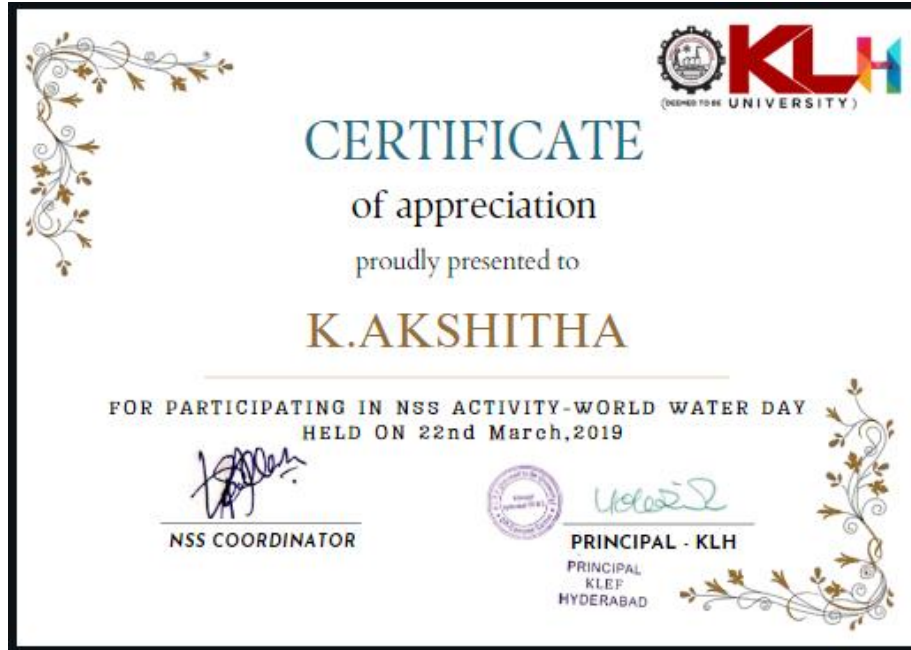 KLH
(DEEMED TO BE UNIVERSITY)
CERTIFICATE
of appreciation
proudly presented to
K.AKSHITHA
FOR PARTICIPATING IN NSS ACTIVITY-WORLD WATER DAY
HELD ON 22nd March,2019
NSS COORDINATOR
PRINCIPAL - KLH
PRINCIPAL
KLEF
HYDERABAD